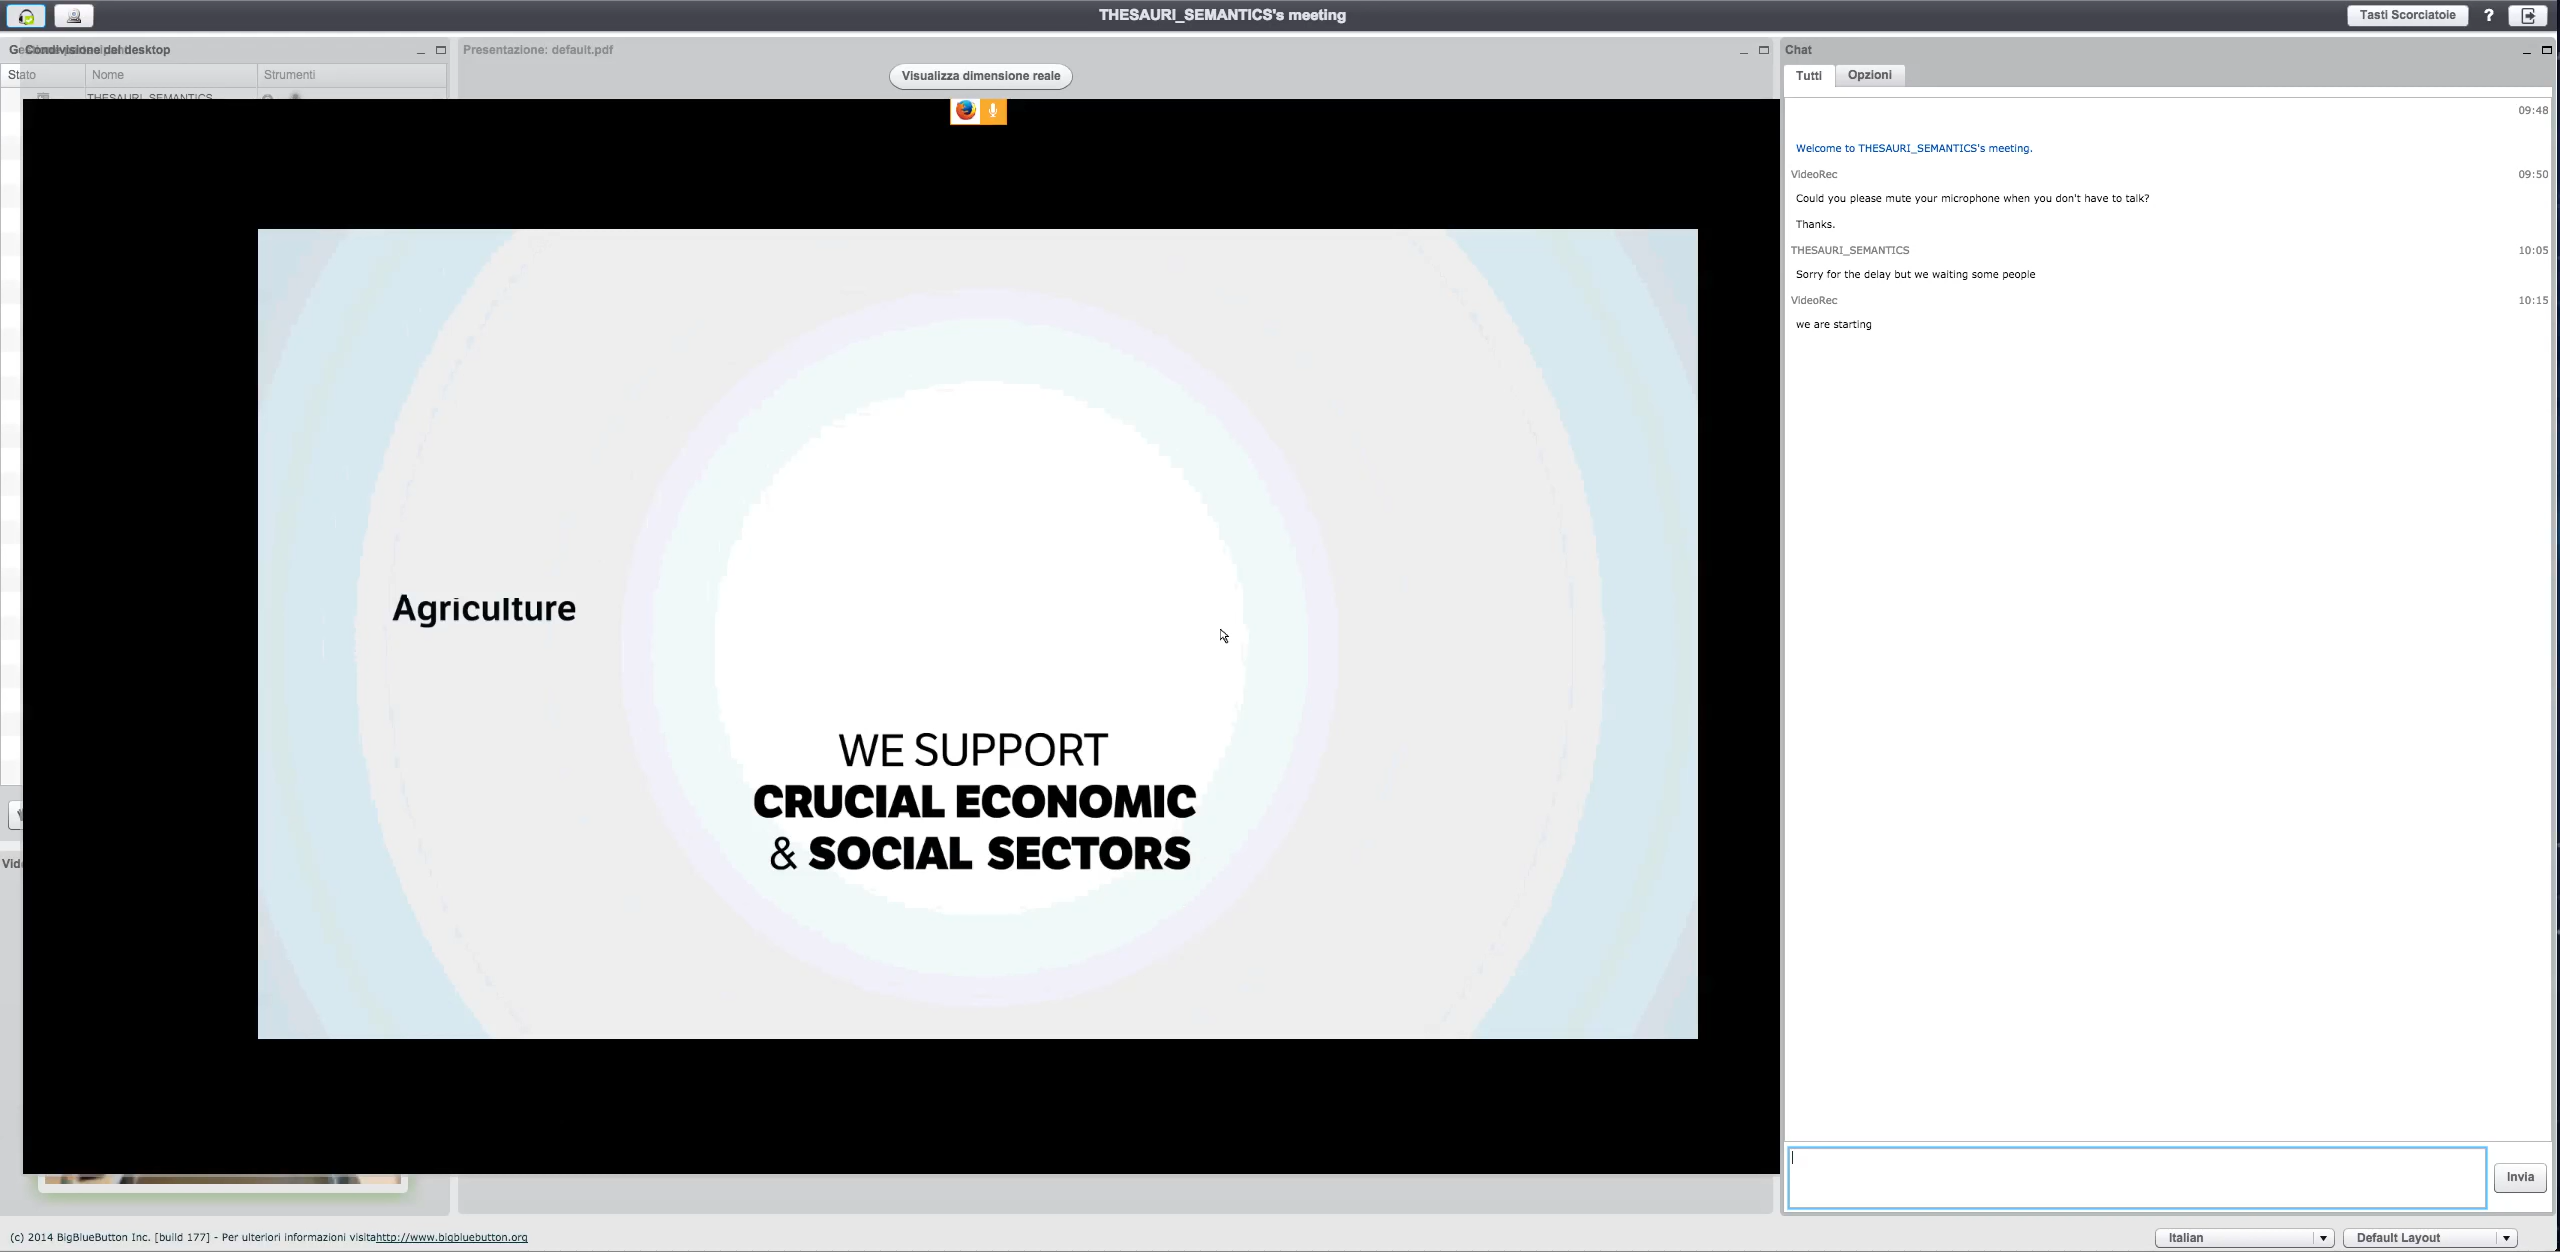 THESAURI_SEMANTICS's meeting
Tasti Scorciatoie
?
Condivisione del desktop
Presentazione: default.pdf
Chat
Stato
Nome
Strumenti
Visualizza dimensione reale
Tutti
Opzioni
THESAURI_SEMANTICS
09:48
Welcome to THESAURI_SEMANTICS's meeting.
VideoRec 09:50
Could you please mute your microphone when you don't have to talk?
Thanks.
THESAURI_SEMANTICS 10:05
Sorry for the delay but we waiting some people
VideoRec 10:15
we are starting
Agriculture
WE SUPPORT
CRUCIAL ECONOMIC
& SOCIAL SECTORS
Vide
Invia
(c) 2014 BigBlueButton Inc. [build 177] - Per ulteriori informazioni visitahttp://www.bigbluebutton.org
Italian
Default Layout